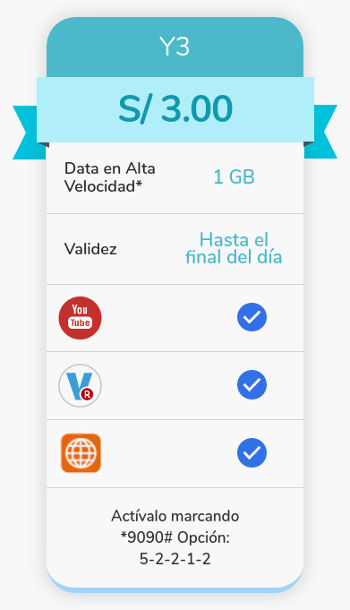 Y3
S/ 3.00
Data en Alta
Velocidad*
1 GB
Validez
Hasta el
final del día
You
Tube
V
R
Actívalo marcando
*9090# Opción:
5-2-2-1-2